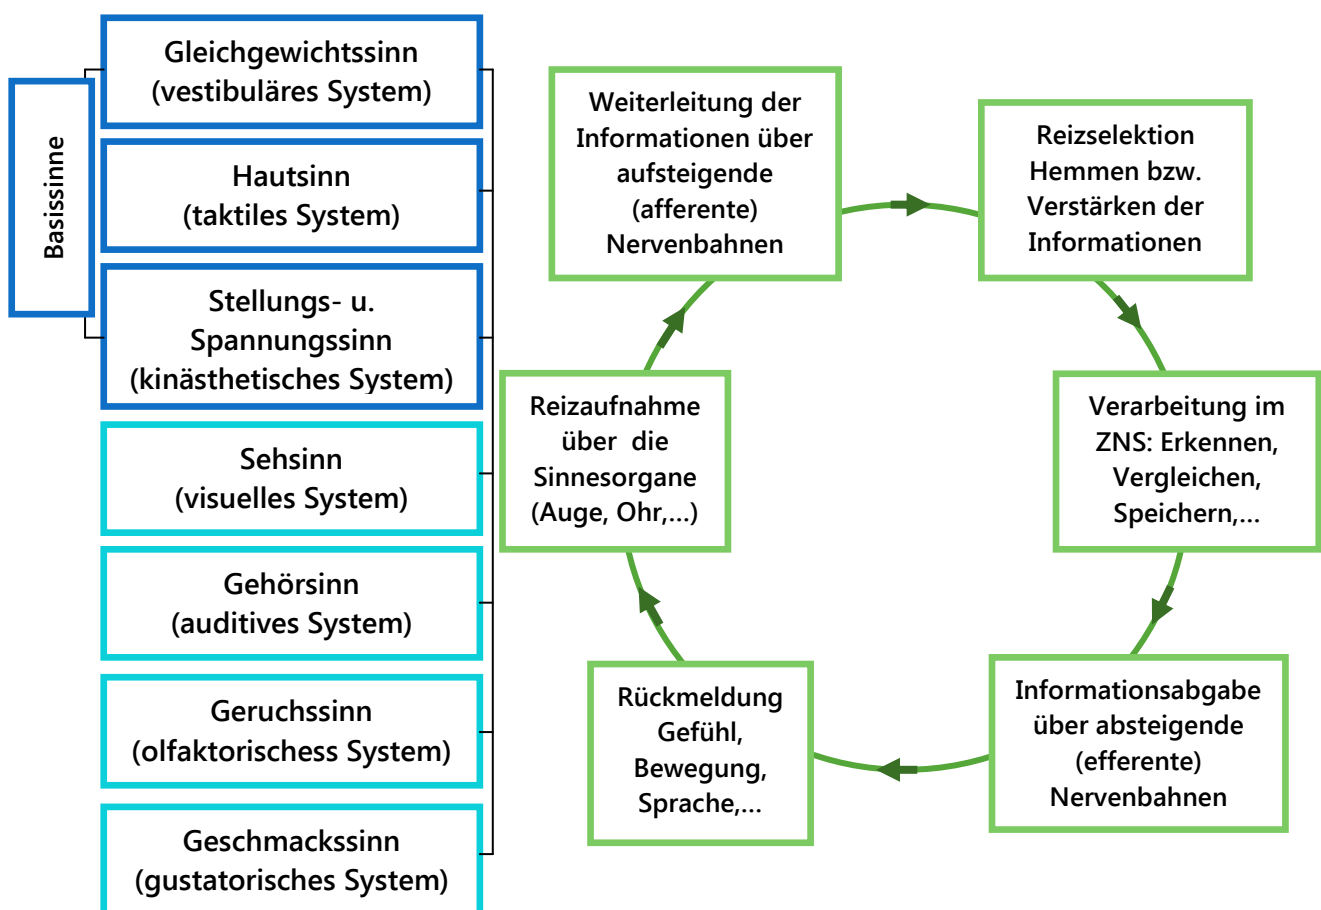 Basissinne
Gleichgewichtssinn
(vestibuläres System)
Hautsinn
(taktiles System)
Stellungs- u.
Spannungssinn
(kinästhetisches System)
Sehsinn
(visuelles System)
Gehörsinn
(auditives System)
Geruchssinn
(olfaktorischess System)
Geschmackssinn
(gustatorisches System)
Reizaufnahme
über die
Sinnesorgane
(Auge, Ohr,...)
Weiterleitung der
Informationen über
aufsteigende
(afferente)
Nervenbahnen
Reizselektion
Hemmen bzw.
Verstärken der
Informationen
Verarbeitung im
ZNS: Erkennen,
Vergleichen,
Speichern,...
Informationsabgabe
über absteigende
(efferente)
Nervenbahnen
Rückmeldung
Gefühl,
Bewegung,
Sprache,...